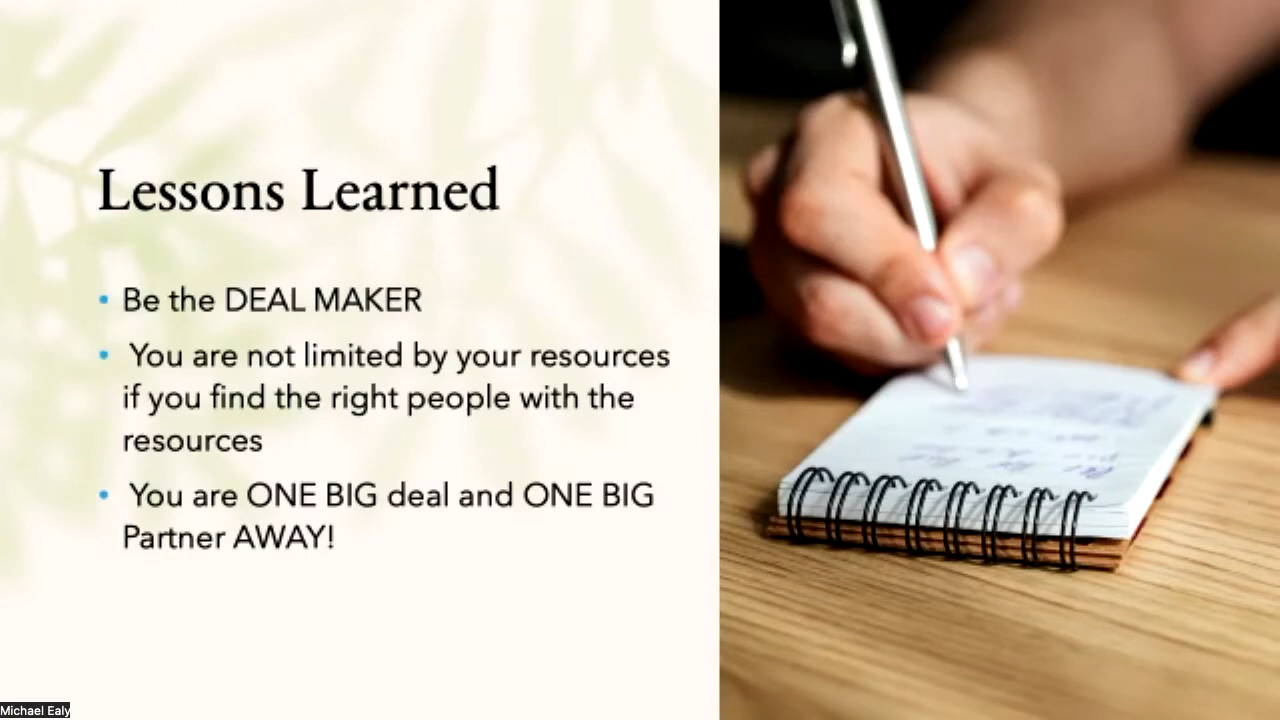 Lessons Learned
• Be the DEAL MAKER
• You are not limited by your resources
if you find the right people with the
resources
• You are ONE BIG deal and ONE BIG
Partner AWAY!
Michael Ealy